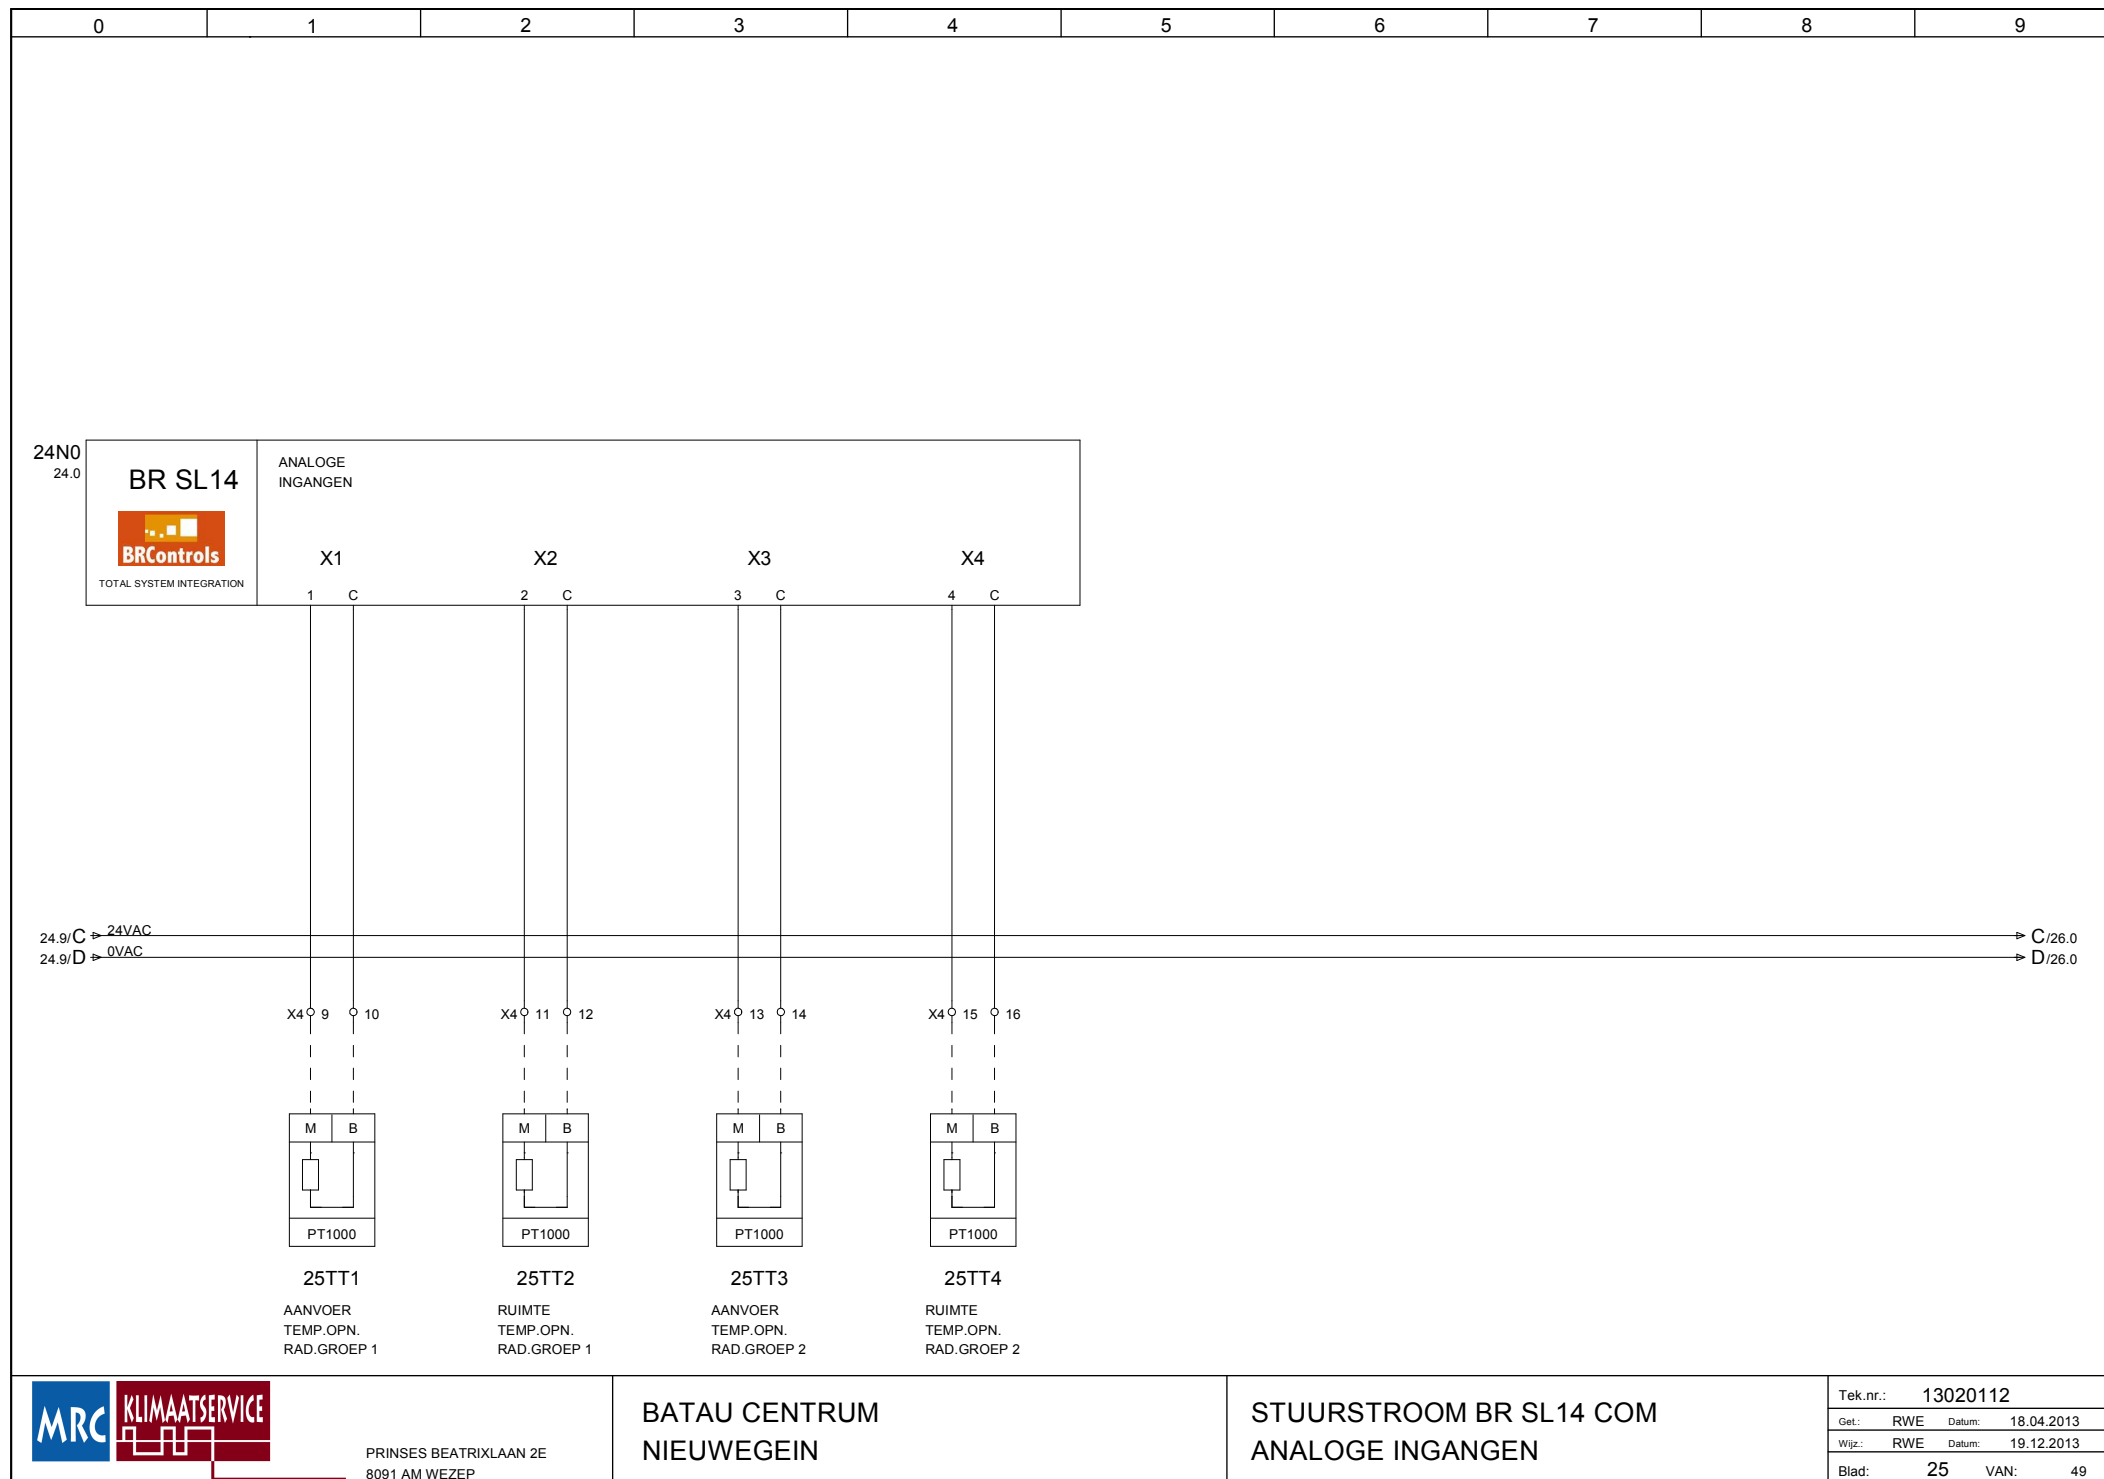 0 1 2 3 4 5 6 7 8 9
24N0
24.0
BR SL14
BRControls
TOTAL SYSTEM INTEGRATION
ANALOGE
INGANGEN
X1 X2 X3 X4
1 C 2 C 3 C 4 C
24.9/C 24VAC C/26.0
24.9/D 0VAC D/26.0
X4 9 10 X4 11 12 X4 13 14 X4 15 16
M B M B M B M B
PT1000 PT1000 PT1000 PT1000
25TT1 25TT2 25TT3 25TT4
AANVOER RUIMTE AANVOER RUIMTE
TEMP.OPN. TEMP.OPN. TEMP.OPN. TEMP.OPN.
RAD.GROEP 1 RAD.GROEP 1 RAD.GROEP 2 RAD.GROEP 2
MRC KLIMAATSERVICE
PRINSES BEATRIXLAAN 2E
8091 AM WEZEP
BATAU CENTRUM
NIEUWEGEIN
STUURSTROOM BR SL14 COM
ANALOGE INGANGEN
Tek.nr.: 13020112
Get.: RWE Datum: 18.04.2013
Wijz.: RWE Datum: 19.12.2013
Blad: 25 VAN: 49